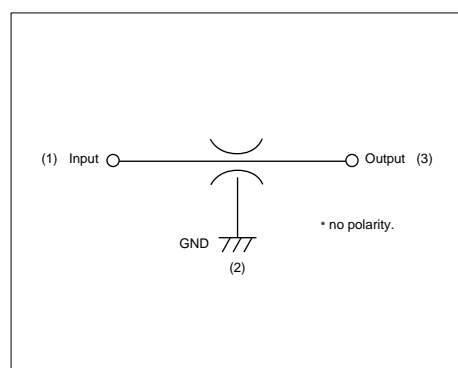 (1) Input Output (3)
* no polarity.
GND
(2)